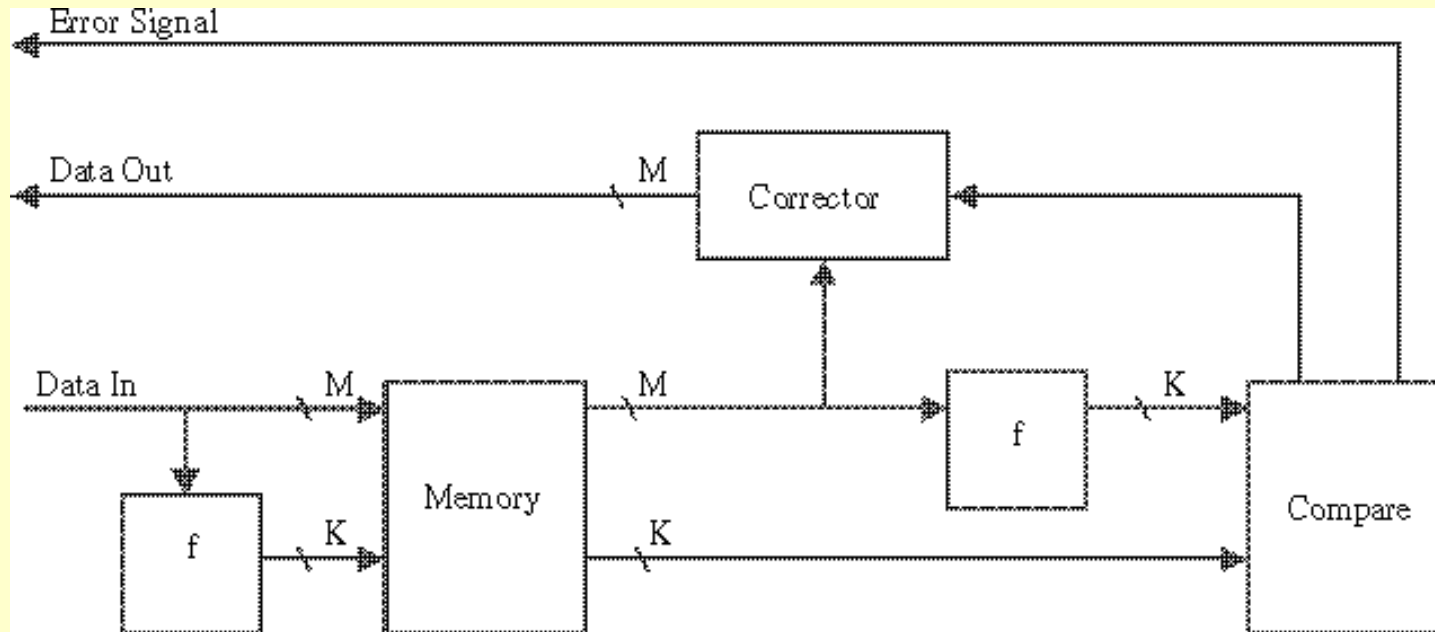 Error Signal
Data Out
M
Corrector
Data In
M
M
K
f
Memory
Compare
f
K
K